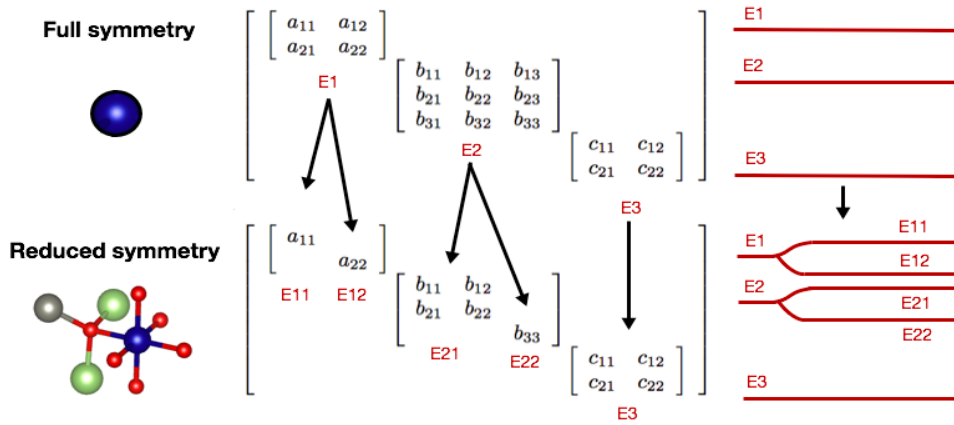 Full symmetry
a11 a12
a21 a22
E1
b11 b12 b13
b21 b22 b23
b31 b32 b33
E2
c11 c12
c21 c22
E3
E1
E2
E3
Reduced symmetry
a11
a22
E11 E12
b11 b12
b21 b22
b33
E21 E22
c11 c12
c21 c22
E3
E1
E11
E12
E2
E21
E22
E3